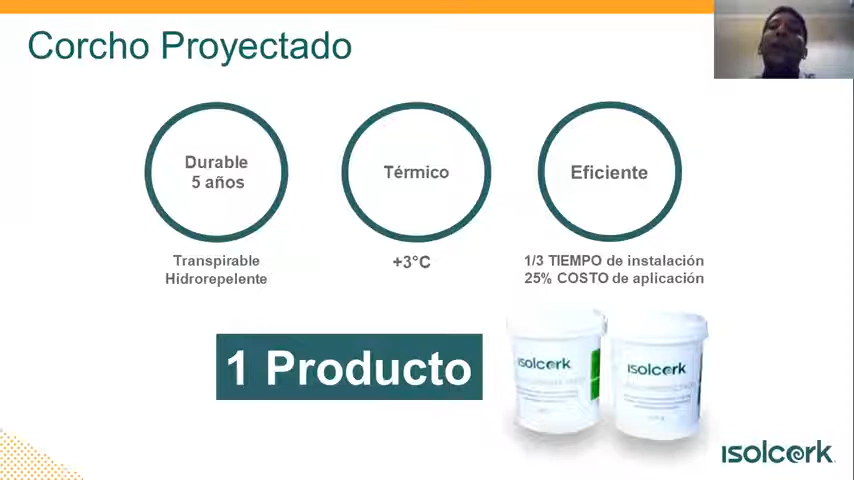 Corcho Proyectado
Durable
5 años
Térmico
Eficiente
Transpirable
Hidrorepelente
+3°C
1/3 TIEMPO de instalación
25% COSTO de aplicación
1 Producto
isolcork
isolcork
isolcork